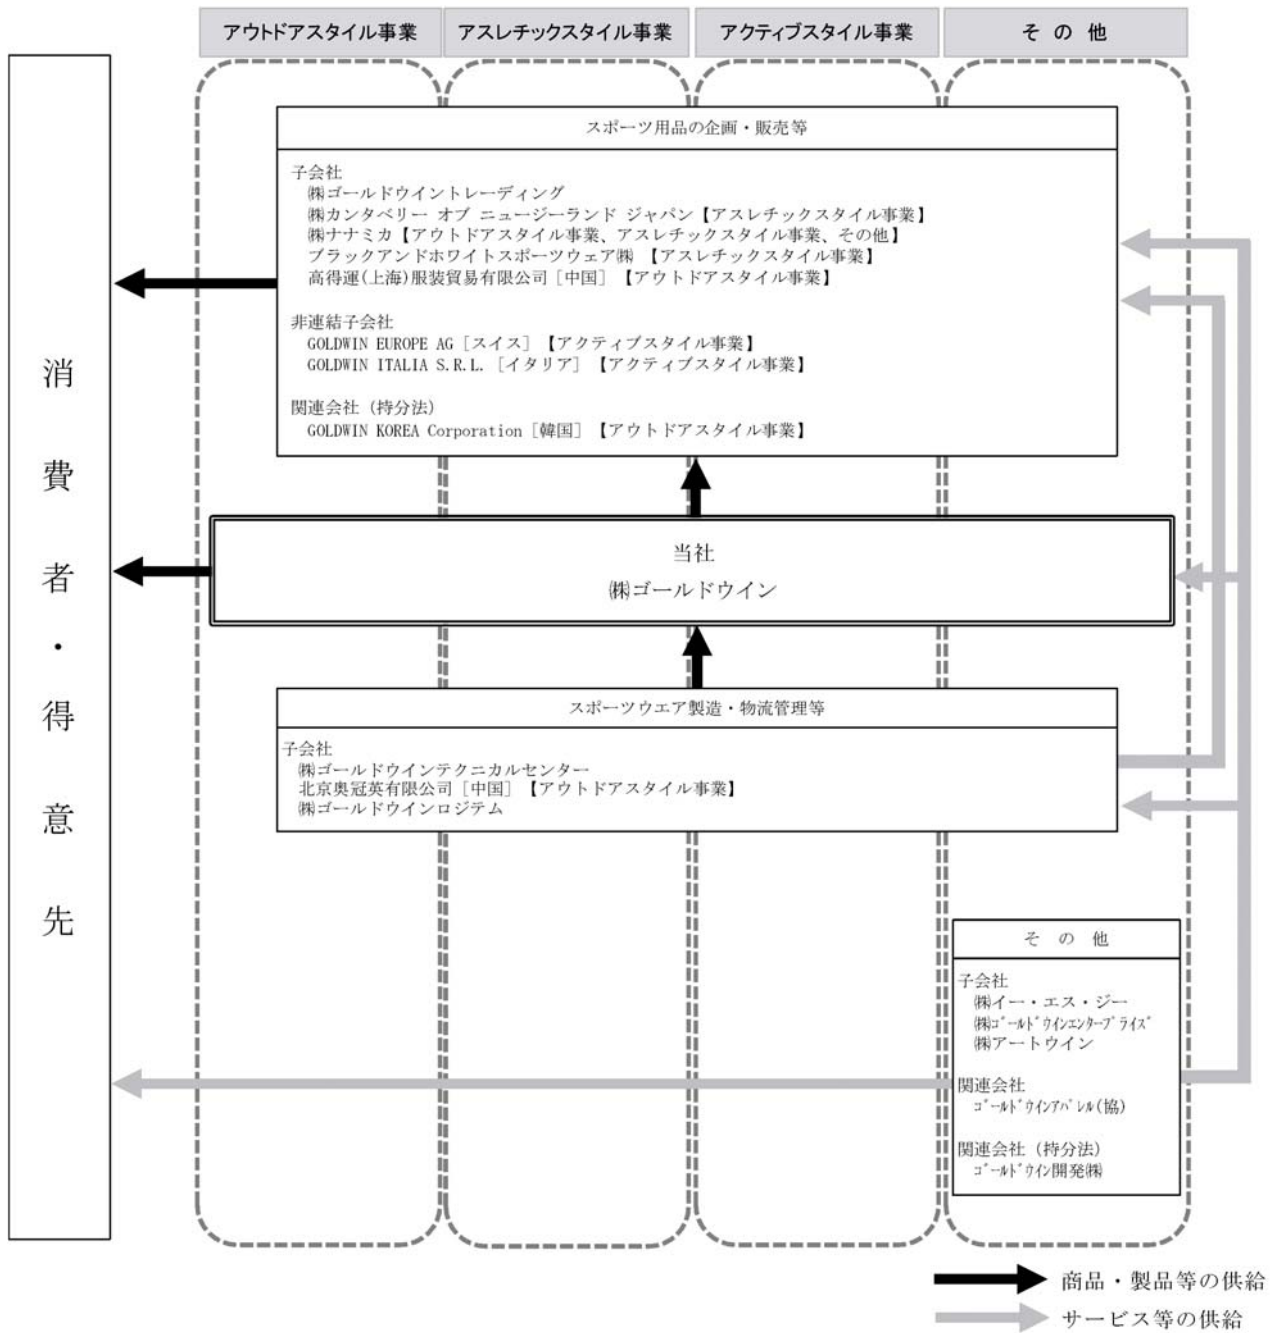 アウトドアスタイル事業
アスレチックスタイル事業
アクティブスタイル事業
その他
消費者・得意先
スポーツ用品の企画・販売等
子会社
㈱ゴールドウイントレーディング
㈱カンタベリー オブ ニュージーランド ジャパン【アスレチックスタイル事業】
㈱ナナミカ【アウトドアスタイル事業、アスレチックスタイル事業、その他】
ブラックアンドホワイトスポーツウェア㈱ 【アスレチックスタイル事業】
高得運(上海)服装貿易有限公司［中国］【アウトドアスタイル事業】
非連結子会社
GOLDWIN EUROPE AG［スイス］【アクティブスタイル事業】
GOLDWIN ITALIA S.R.L.［イタリア］【アクティブスタイル事業】
関連会社（持分法）
GOLDWIN KOREA Corporation［韓国］【アウトドアスタイル事業】
当社
㈱ゴールドウイン
スポーツウエア製造・物流管理等
子会社
㈱ゴールドウインテクニカルセンター
北京奥冠英有限公司［中国］【アウトドアスタイル事業】
㈱ゴールドウインロジテム
その他
子会社
㈱イー・エス・ジー
㈱ｺﾞｰﾙﾄﾞｳｲﾝｴﾝﾀｰﾌﾟﾗｲｽﾞ
㈱アートウイン
関連会社
ｺﾞｰﾙﾄﾞｳｲﾝｱﾊﾟﾚﾙ(協)
関連会社（持分法）
ｺﾞｰﾙﾄﾞｳｲﾝ開発㈱
商品・製品等の供給
サービス等の供給